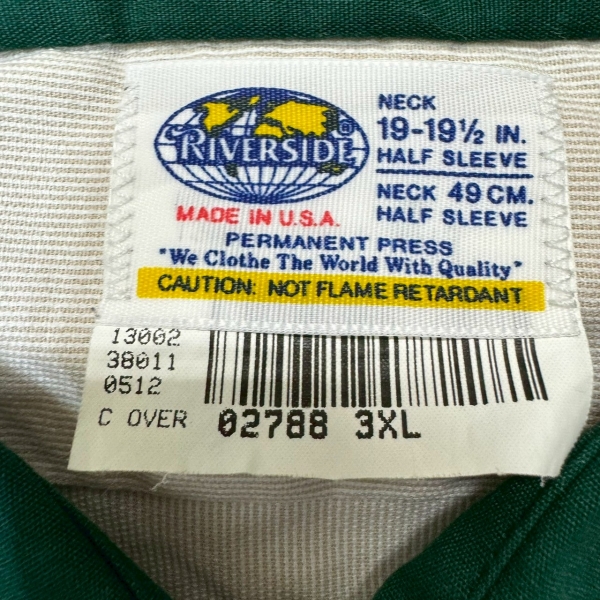 RIVERSIDE®
MADE IN U.S.A.
NECK
19-19½ IN.
HALF SLEEVE
NECK 49 CM.
HALF SLEEVE
PERMANENT PRESS
"We Clothe The World With Quality"
CAUTION: NOT FLAME RETARDANT
13002
38011
0512
C OVER 02788 3XL